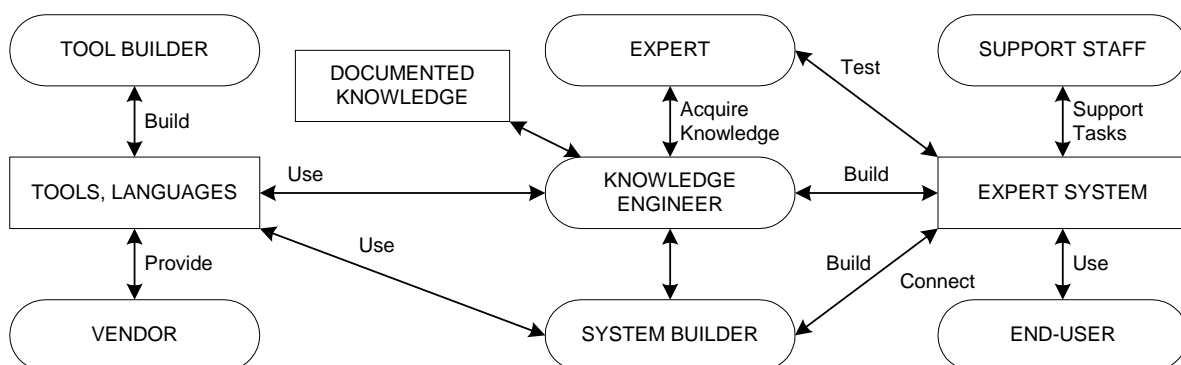 TOOL BUILDER
EXPERT
SUPPORT STAFF
DOCUMENTED
KNOWLEDGE
Test
Build
Acquire
Knowledge
Support
Tasks
Use
Build
TOOLS, LANGUAGES
KNOWLEDGE
ENGINEER
EXPERT SYSTEM
Use
Provide
Build
Connect
Use
VENDOR
SYSTEM BUILDER
END-USER